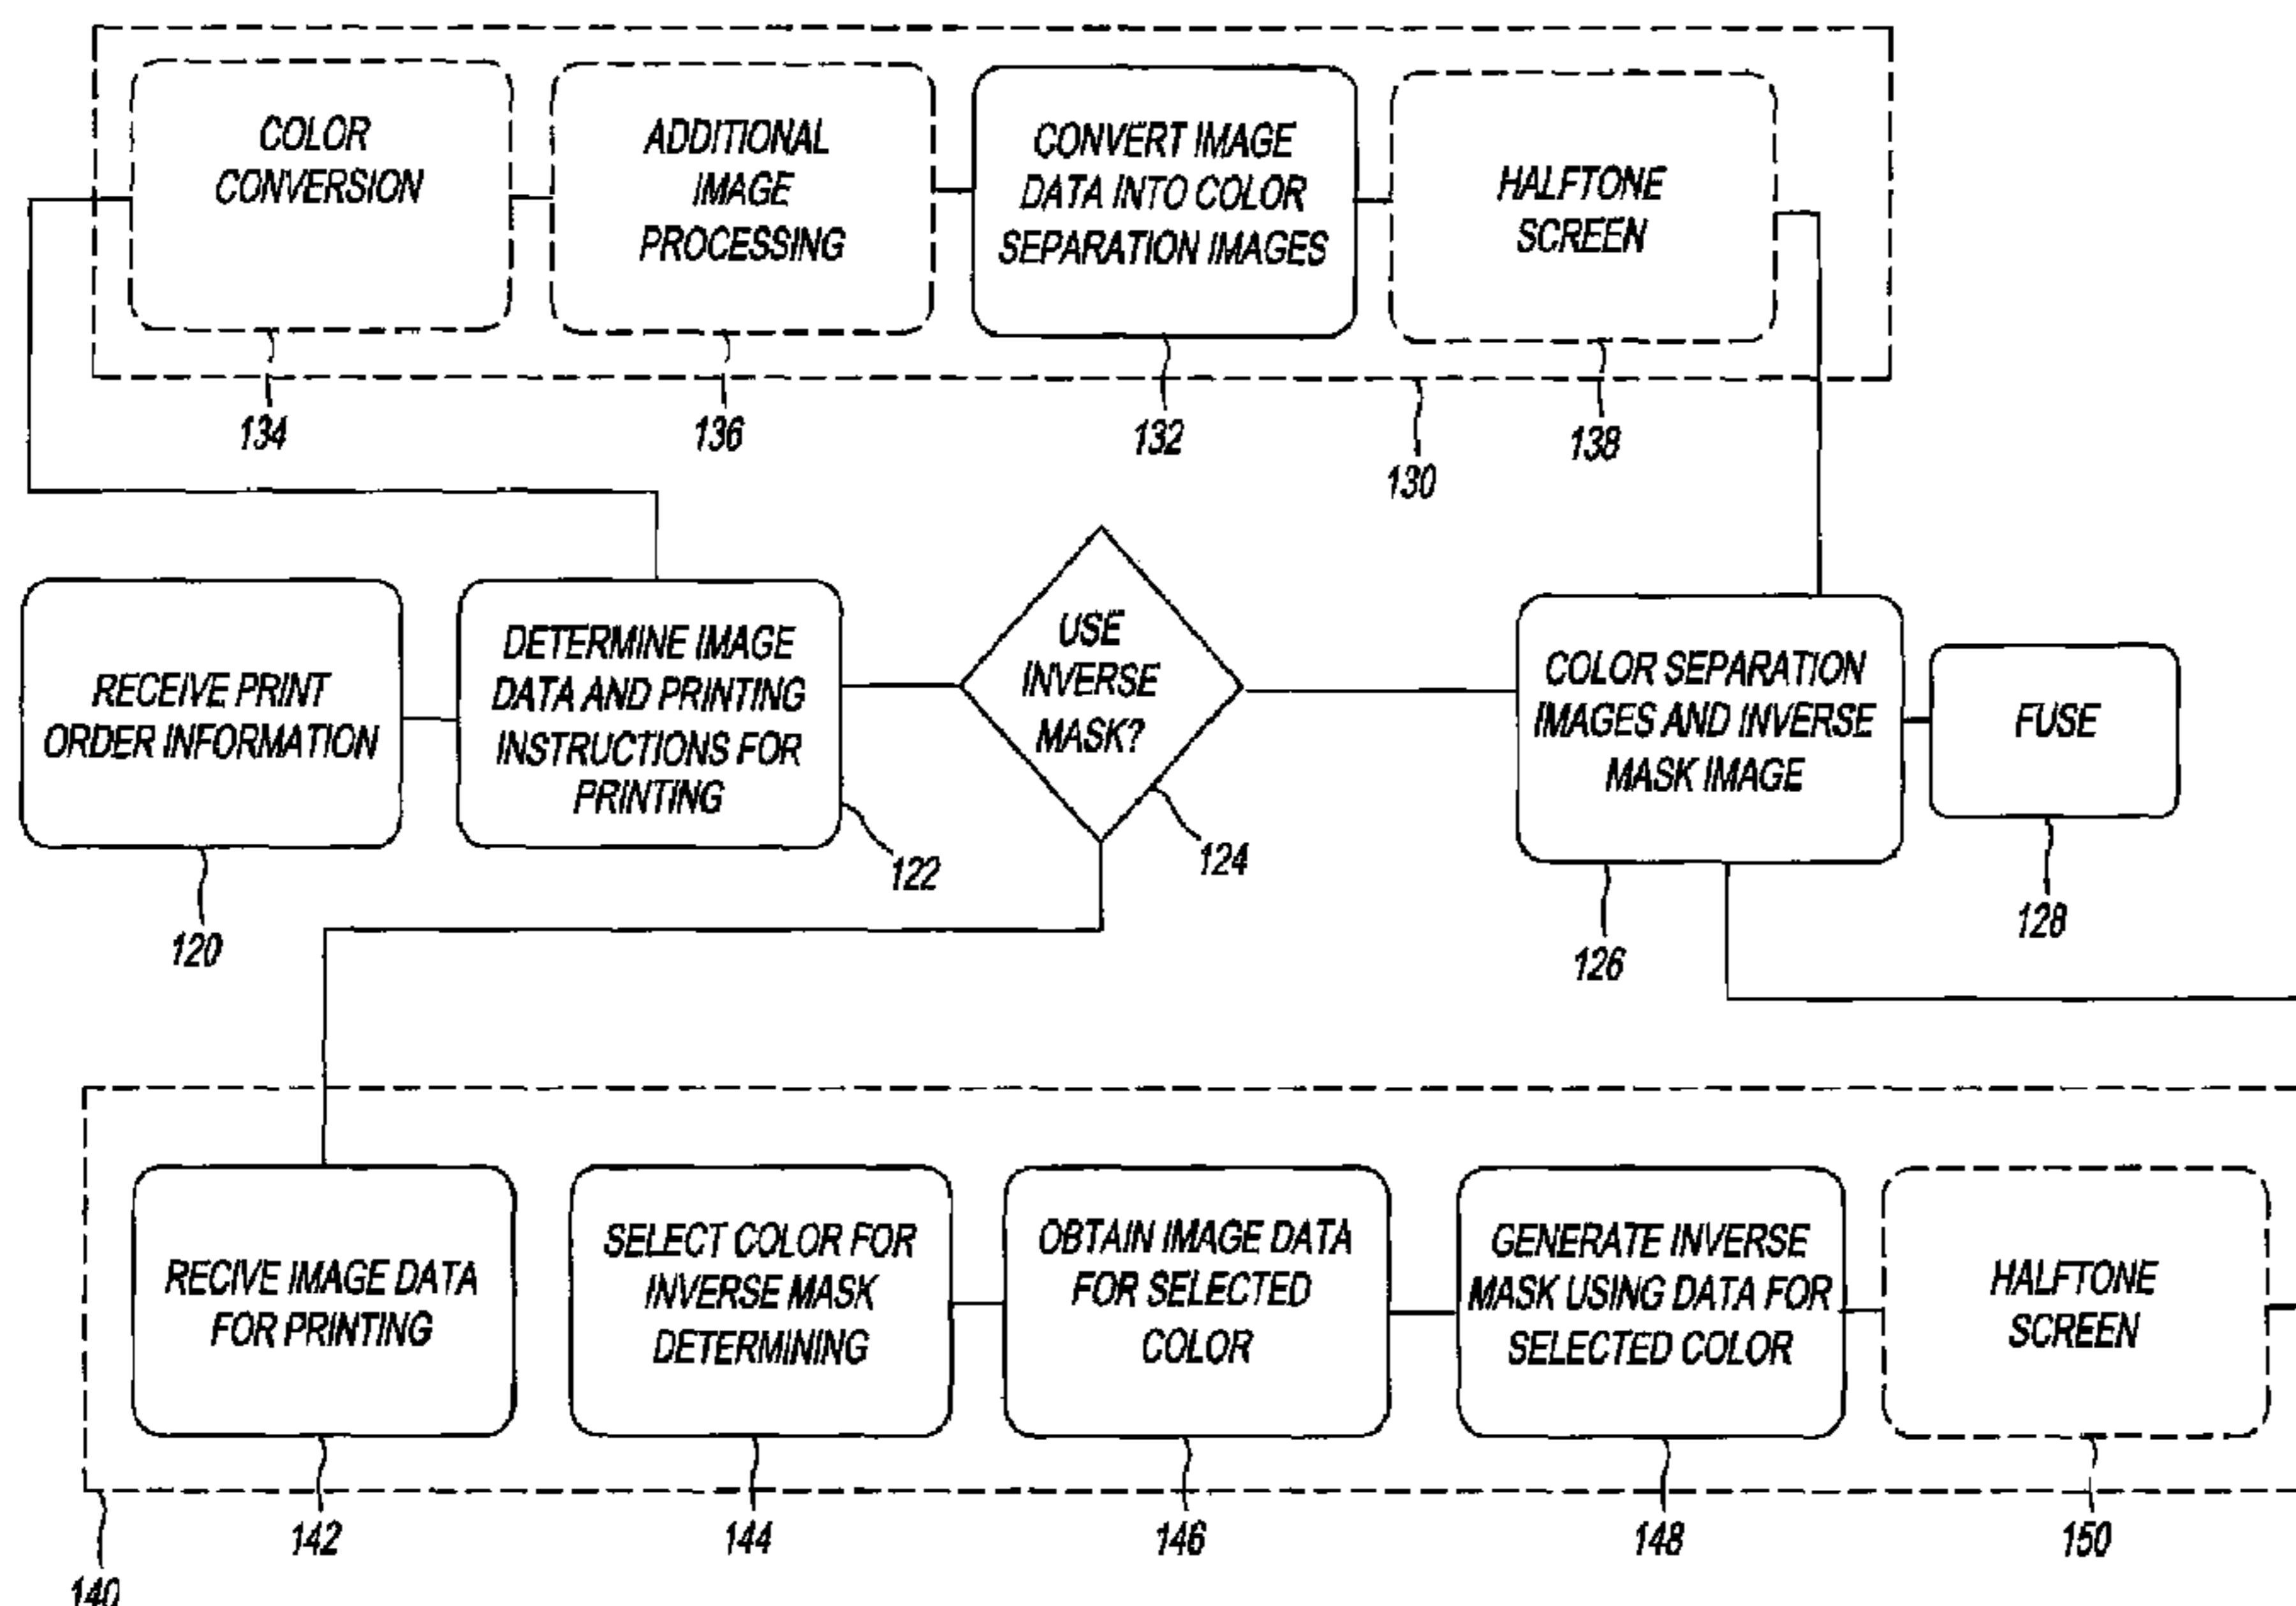 COLOR
CONVERSION
ADDITIONAL
IMAGE
PROCESSING
CONVERT IMAGE
DATA INTO COLOR
SEPARATION IMAGES
HALFTONE
SCREEN
134
136
132
130
138
RECEIVE PRINT
ORDER INFORMATION
DETERMINE IMAGE
DATA AND PRINTING
INSTRUCTIONS FOR
PRINTING
USE
INVERSE
MASK?
COLOR SEPARATION
IMAGES AND INVERSE
MASK IMAGE
FUSE
120
122
124
126
128
RECIVE IMAGE DATA
FOR PRINTING
SELECT COLOR FOR
INVERSE MASK
DETERMINING
OBTAIN IMAGE DATA
FOR SELECTED
COLOR
GENERATE INVERSE
MASK USING DATA FOR
SELECTED COLOR
HALFTONE
SCREEN
142
144
146
148
150
140